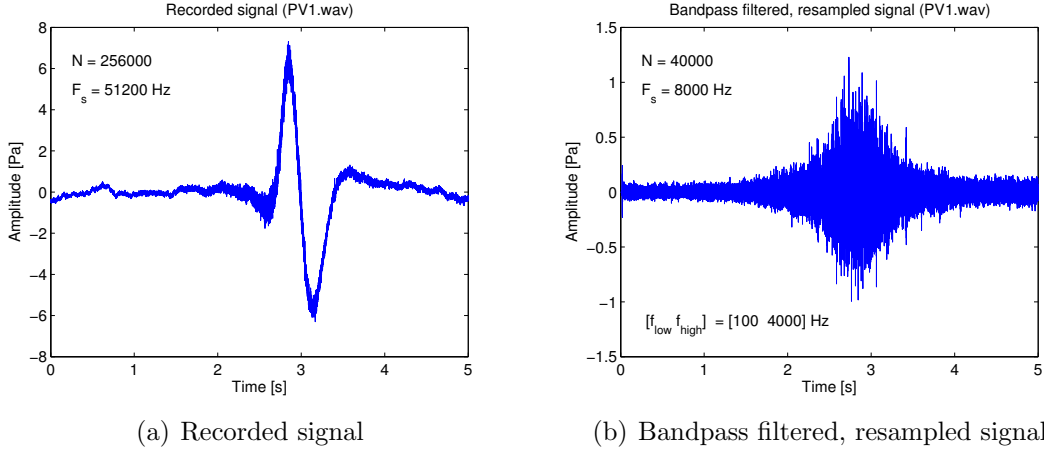 Recorded signal (PV1.wav)
8
6
4
2
0
−2
−4
−6
−8
N = 256000
F_s = 51200 Hz
Amplitude [Pa]
0 1 2 3 4 5
Time [s]
(a) Recorded signal
Bandpass filtered, resampled signal (PV1.wav)
1.5
1
0.5
0
−0.5
−1
−1.5
N = 40000
F_s = 8000 Hz
Amplitude [Pa]
[f_low f_high] = [100 4000] Hz
0 1 2 3 4 5
Time [s]
(b) Bandpass filtered, resampled signal